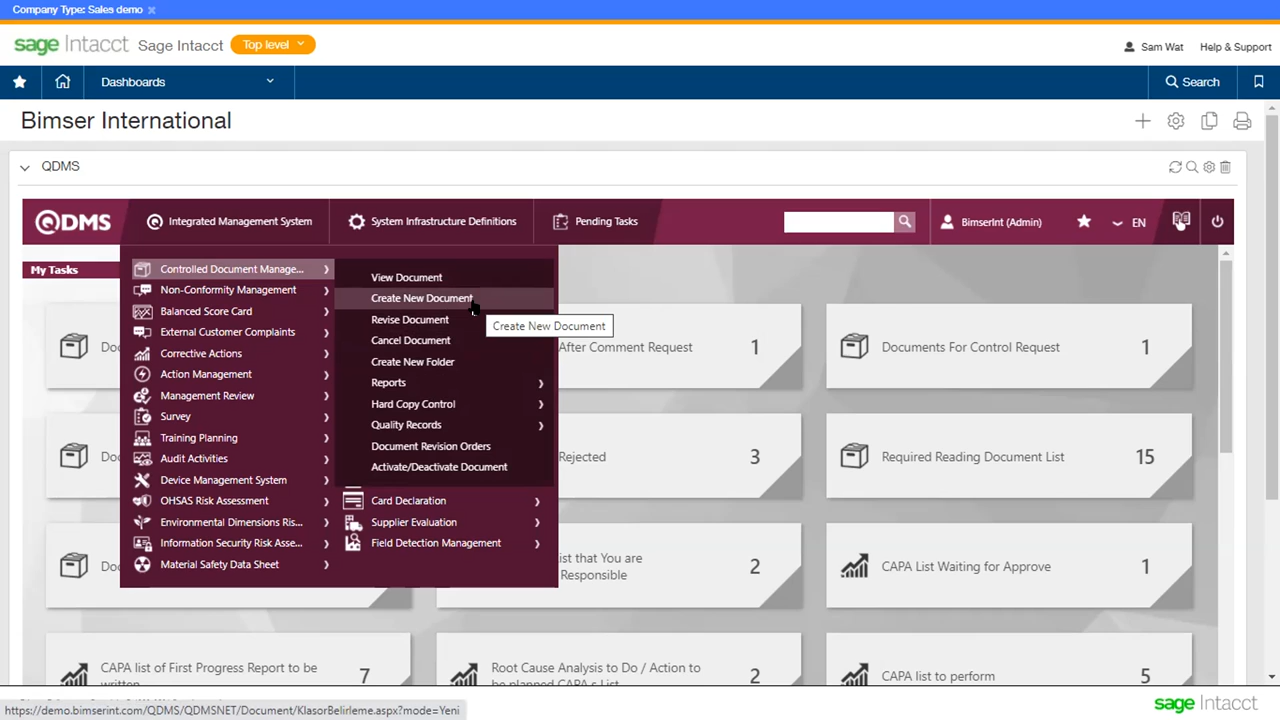 Company Type: Sales demo
sage Intacct Sage Intacct Top level
Sam Wat Help & Support
Dashboards
Search
Bimser International
QDMS
QDMS Integrated Management System System Infrastructure Definitions Pending Tasks BimserInt (Admin) EN
My Tasks
Controlled Document Manage...
Non-Conformity Management
Balanced Score Card
External Customer Complaints
Corrective Actions
Action Management
Management Review
Survey
Training Planning
Audit Activities
Device Management System
OHSAS Risk Assessment
Environmental Dimensions Ris...
Information Security Risk Asse...
Material Safety Data Sheet
View Document
Create New Document
Revise Document
Cancel Document
Create New Folder
Reports
Hard Copy Control
Quality Records
Document Revision Orders
Activate/Deactivate Document
Card Declaration
Supplier Evaluation
Field Detection Management
Create New Document
After Comment Request 1
Documents For Control Request 1
Rejected 3
Required Reading Document List 15
that You are
Responsible 2
CAPA List Waiting for Approve 1
CAPA list of First Progress Report to be
written 7
Root Cause Analysis to Do / Action to
be planned CAPA s List 2
CAPA list to perform 5
https://demo.bimserint.com/QDMS/QDMSNET/Document/KlasorBelirleme.aspx?mode=Yeni
sage Intacct